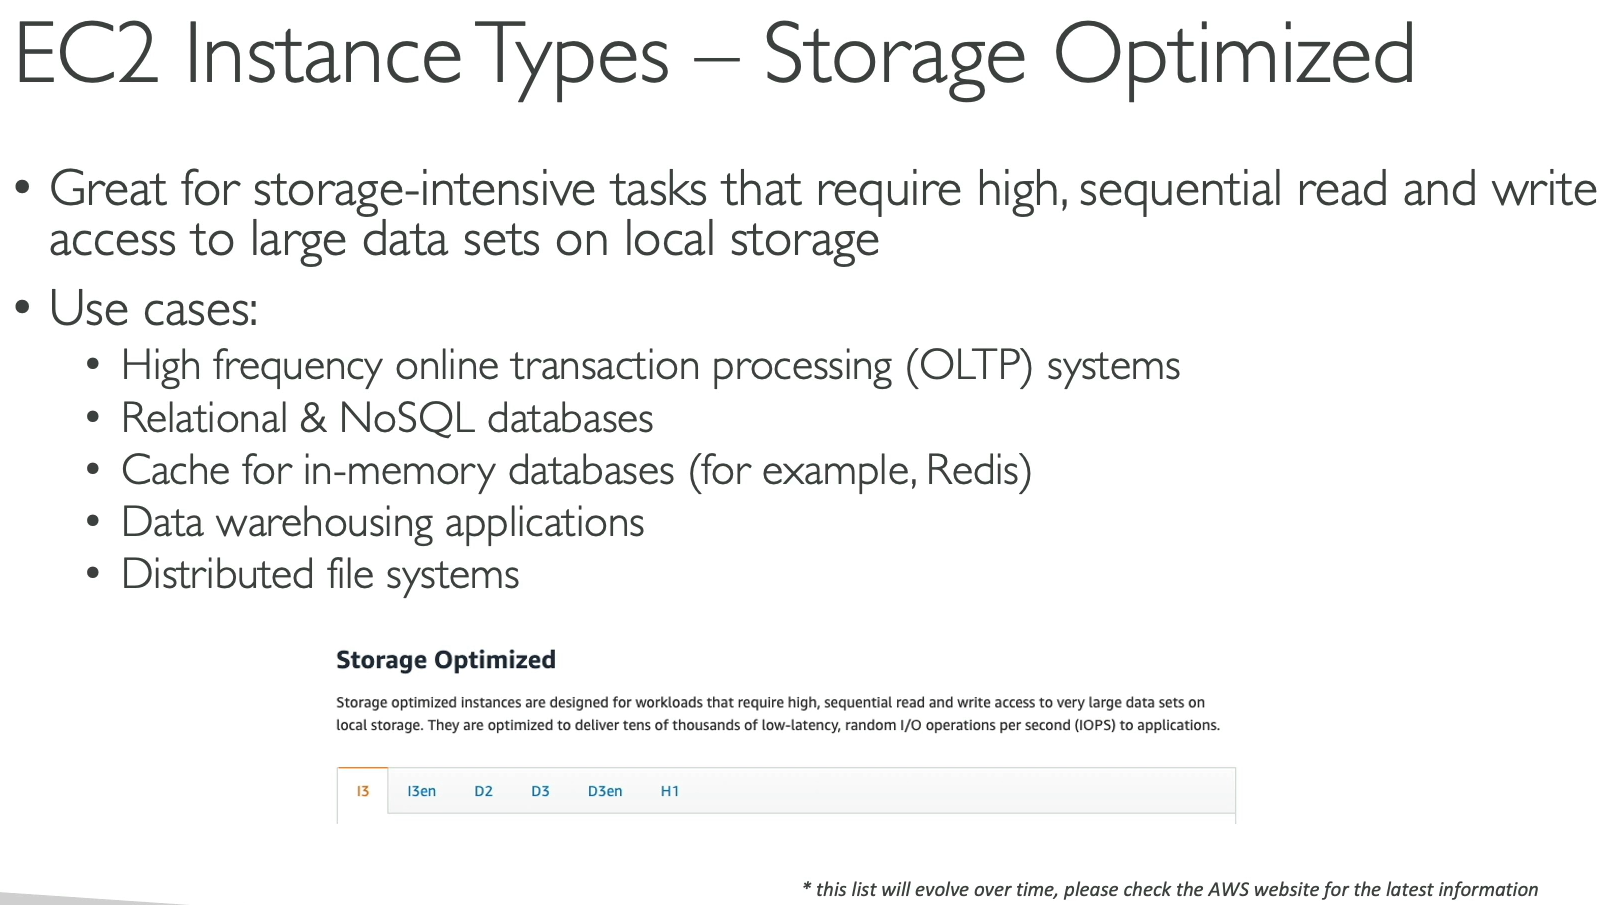 EC2 Instance Types – Storage Optimized
• Great for storage-intensive tasks that require high, sequential read and write
access to large data sets on local storage
• Use cases:
• High frequency online transaction processing (OLTP) systems
• Relational & NoSQL databases
• Cache for in-memory databases (for example, Redis)
• Data warehousing applications
• Distributed file systems
Storage Optimized
Storage optimized instances are designed for workloads that require high, sequential read and write access to very large data sets on
local storage. They are optimized to deliver tens of thousands of low-latency, random I/O operations per second (IOPS) to applications.
I3 I3en D2 D3 D3en H1
* this list will evolve over time, please check the AWS website for the latest information